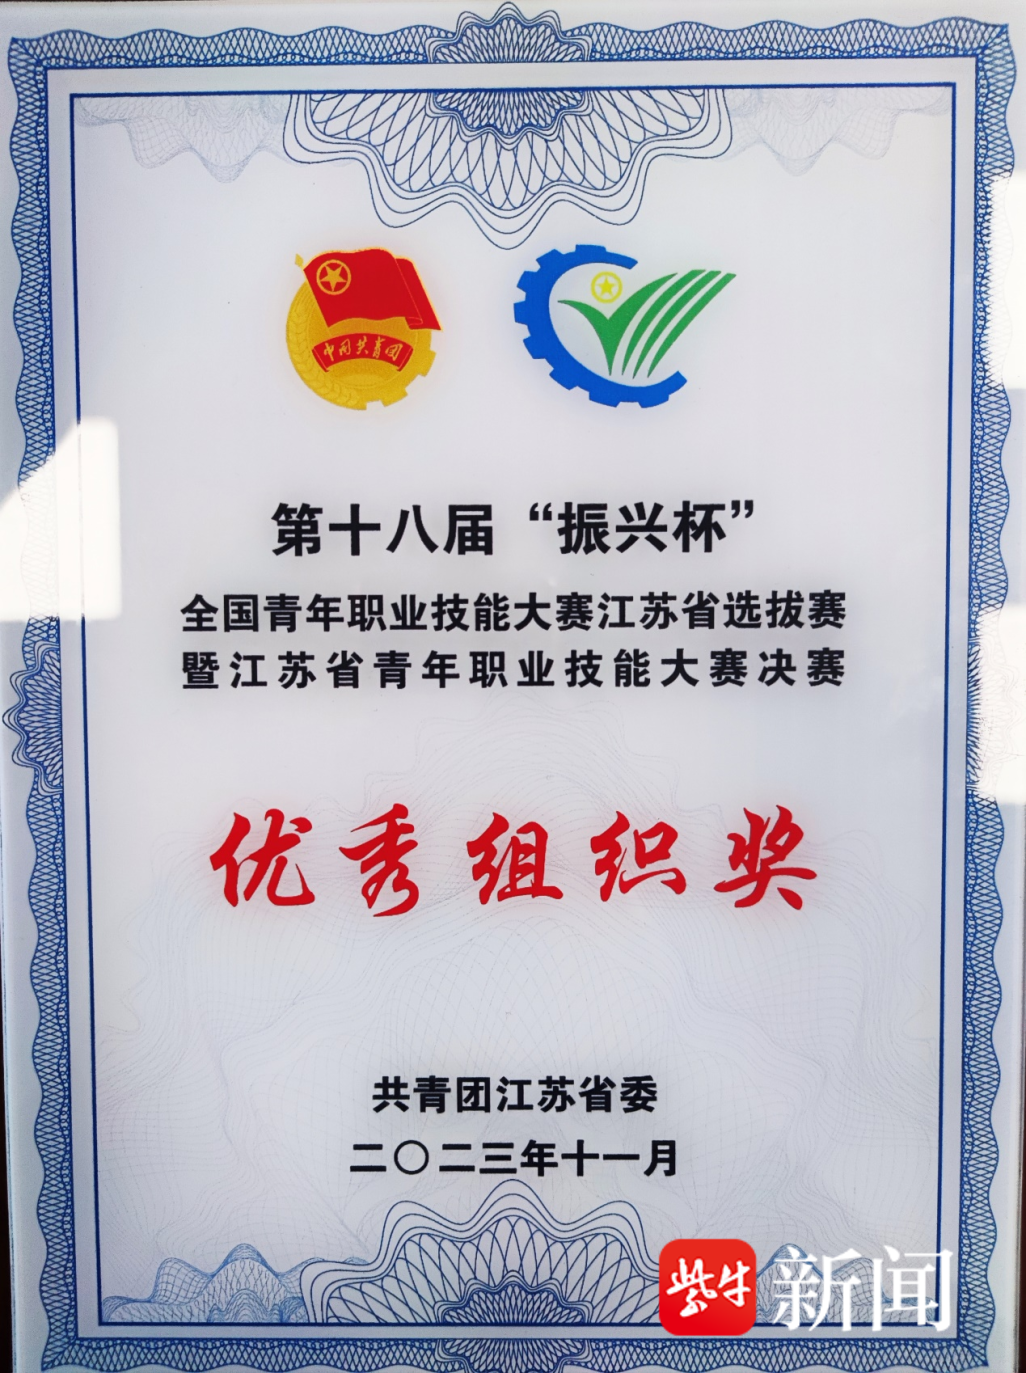 中国共青团
第十八届“振兴杯”
全国青年职业技能大赛江苏省选拔赛
暨江苏省青年职业技能大赛决赛
优秀组织奖
共青团江苏省委
二〇二三年十一月
紫牛新闻